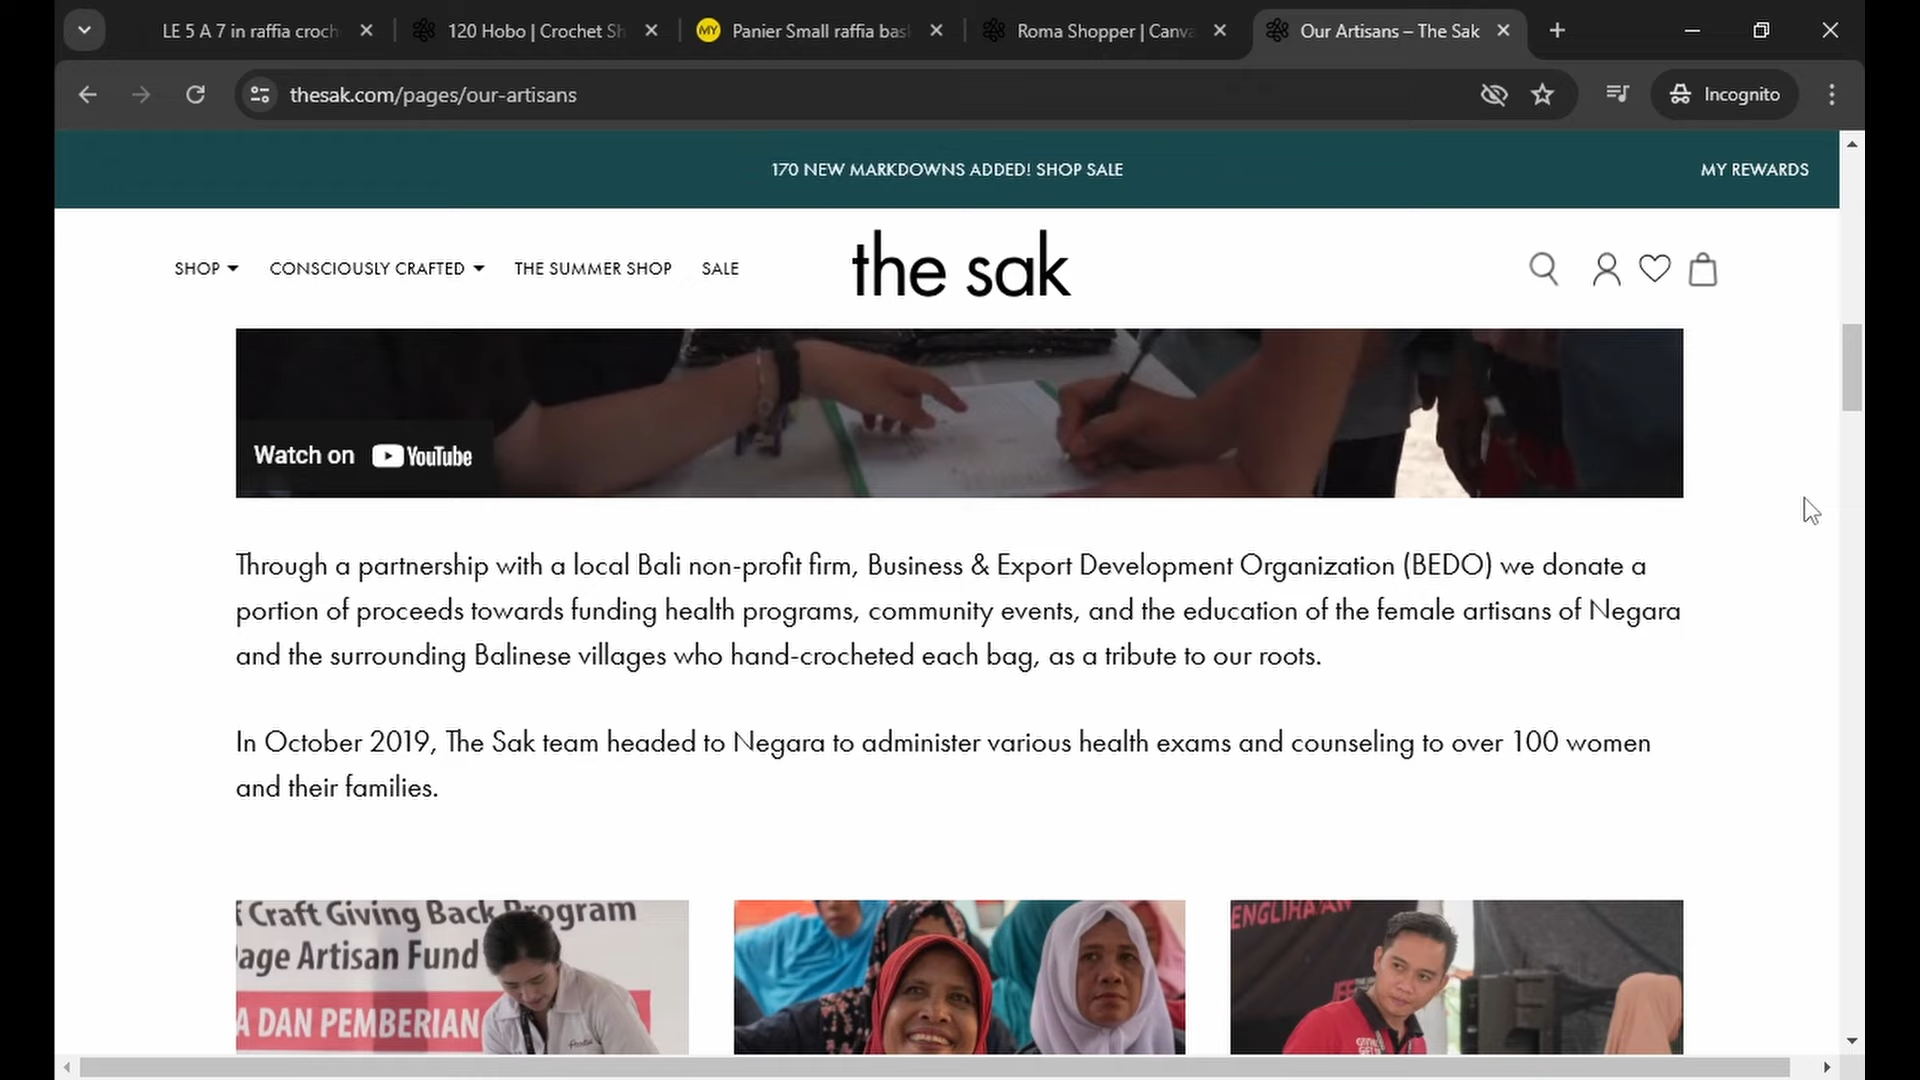 LE 5 A 7 in raffia croch
120 Hobo | Crochet Sh
MY
Panier Small raffia bas
Roma Shopper | Canva
Our Artisans – The Sak
thesak.com/pages/our-artisans
Incognito
170 NEW MARKDOWNS ADDED! SHOP SALE
MY REWARDS
SHOP
CONSCIOUSLY CRAFTED
THE SUMMER SHOP
SALE
the sak
Watch on YouTube
Through a partnership with a local Bali non-profit firm, Business & Export Development Organization (BEDO) we donate a
portion of proceeds towards funding health programs, community events, and the education of the female artisans of Negara
and the surrounding Balinese villages who hand-crocheted each bag, as a tribute to our roots.
In October 2019, The Sak team headed to Negara to administer various health exams and counseling to over 100 women
and their families.
f Craft Giving Back Program
age Artisan Fund
A DAN PEMBERIAN
ENGLIHAAN